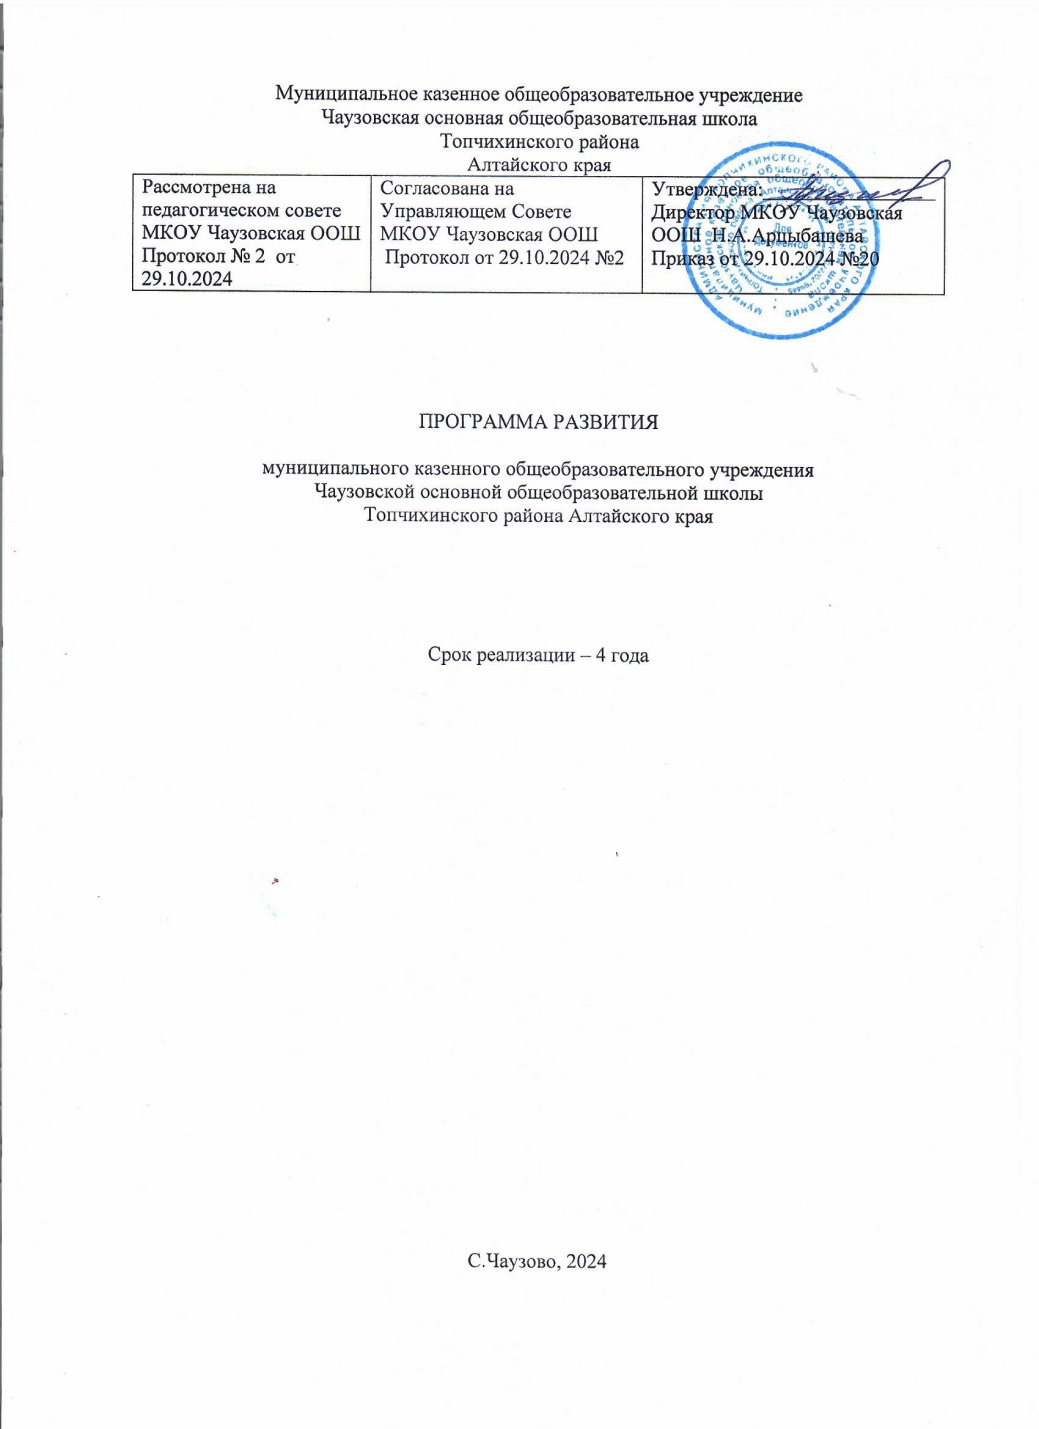 Муниципальное казенное общеобразовательное учреждение
Чаузовская основная общеобразовательная школа
Топчихинского района
Алтайского края
Рассмотрена на
педагогическом совете
МКОУ Чаузовская ООШ
Протокол № 2 от
29.10.2024
Согласована на
Управляющем Совете
МКОУ Чаузовская ООШ
Протокол от 29.10.2024 №2
Утверждена:
Директор МКОУ Чаузовская
ООШ Н.А.Арцыбашева
Приказ от 29.10.2024 №20
Для
документов
ПРОГРАММА РАЗВИТИЯ
муниципального казенного общеобразовательного учреждения
Чаузовской основной общеобразовательной школы
Топчихинского района Алтайского края
Срок реализации – 4 года
С.Чаузово, 2024